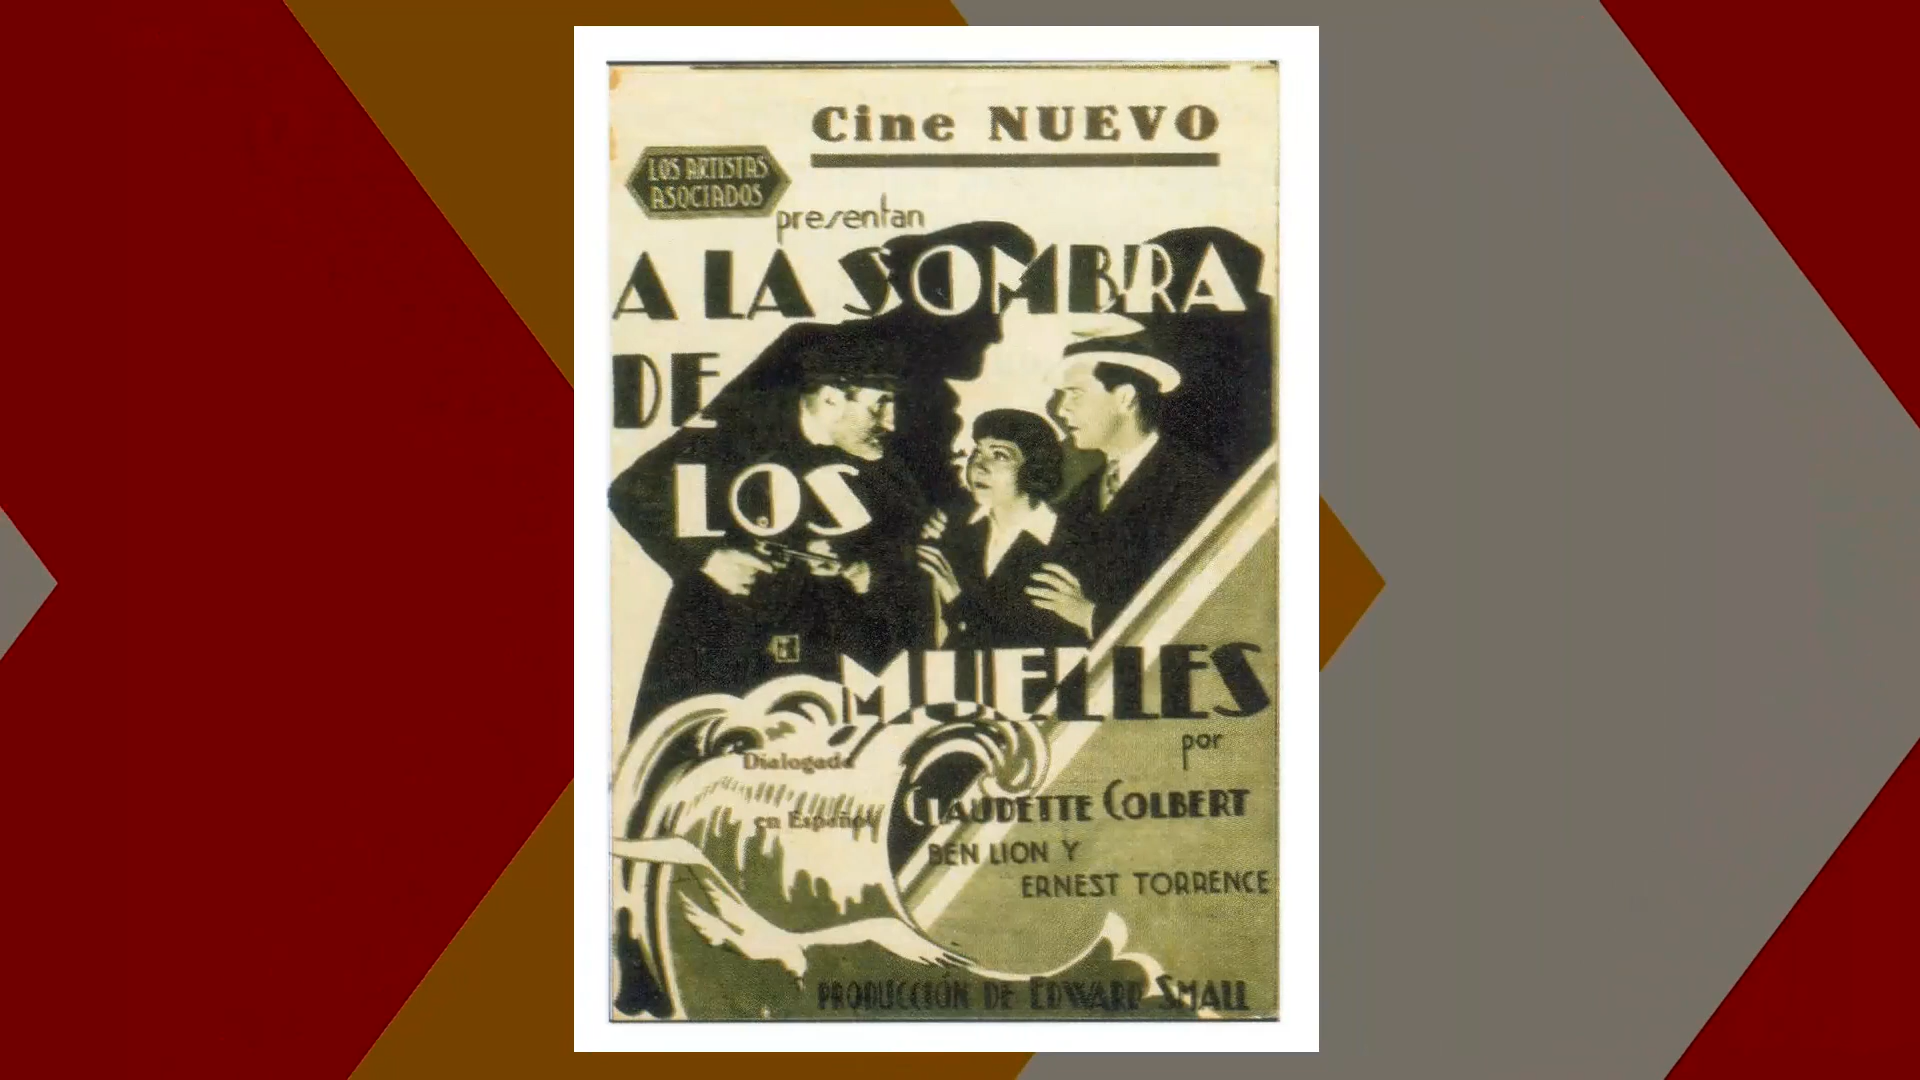 Cine NUEVO
LOS ARTISTAS
ASOCIADOS
presentan
A LA SOMBRA
DE
LOS
MUELLES
por
Dialogada
en Español
CLAUDETTE COLBERT
BEN LION Y
ERNEST TORRENCE
PRODUCCIÓN DE EDWARD SMALL